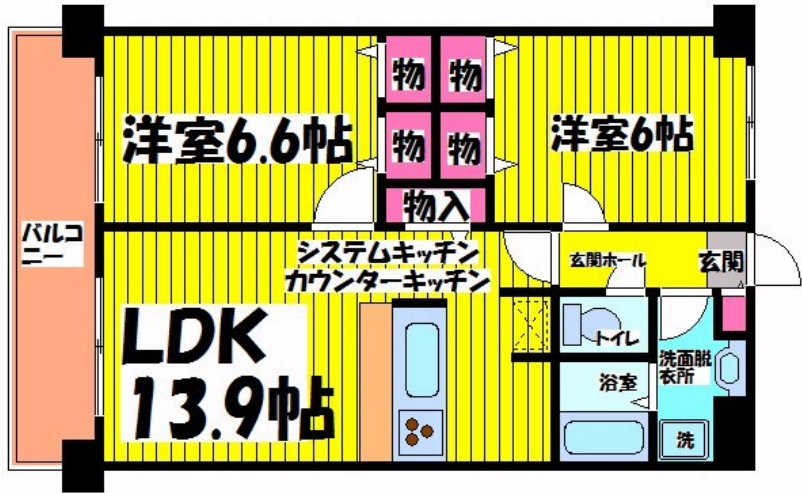 物
物
洋室6.6帖
洋室6帖
物
物
物入
バルコ
ニー
システムキッチン
カウンターキッチン
玄関ホール
玄関
LDK
13.9帖
トイレ
洗面脱
衣所
浴室
洗